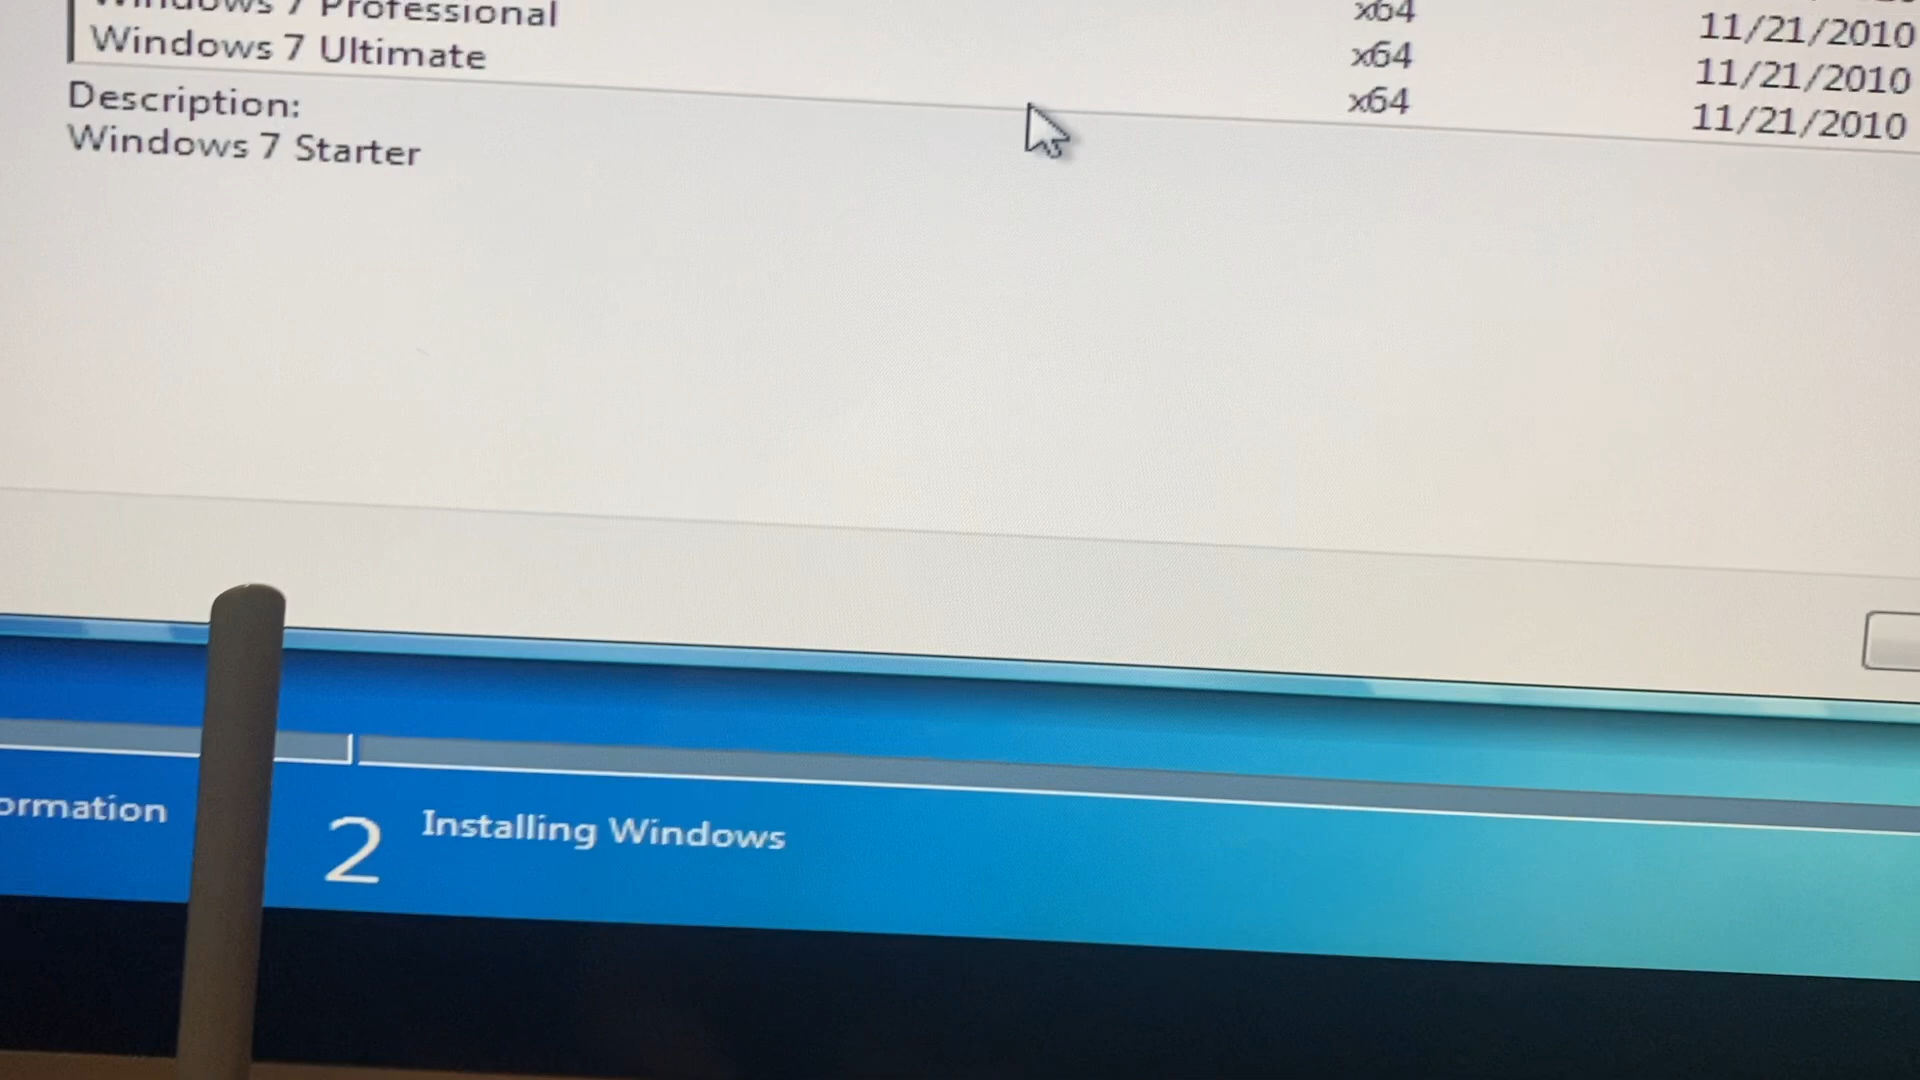 Windows 7 Professional x64 11/21/2010
Windows 7 Ultimate x64 11/21/2010
x64 11/21/2010
Description:
Windows 7 Starter
ormation
2 Installing Windows